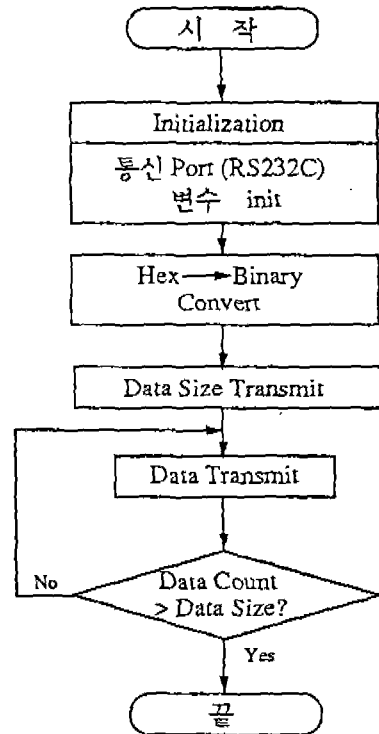 시 작
Initialization
통신 Port (RS232C)
변수 init
Hex → Binary
Convert
Data Size Transmit
Data Transmit
No
Data Count
> Data Size?
Yes
끝